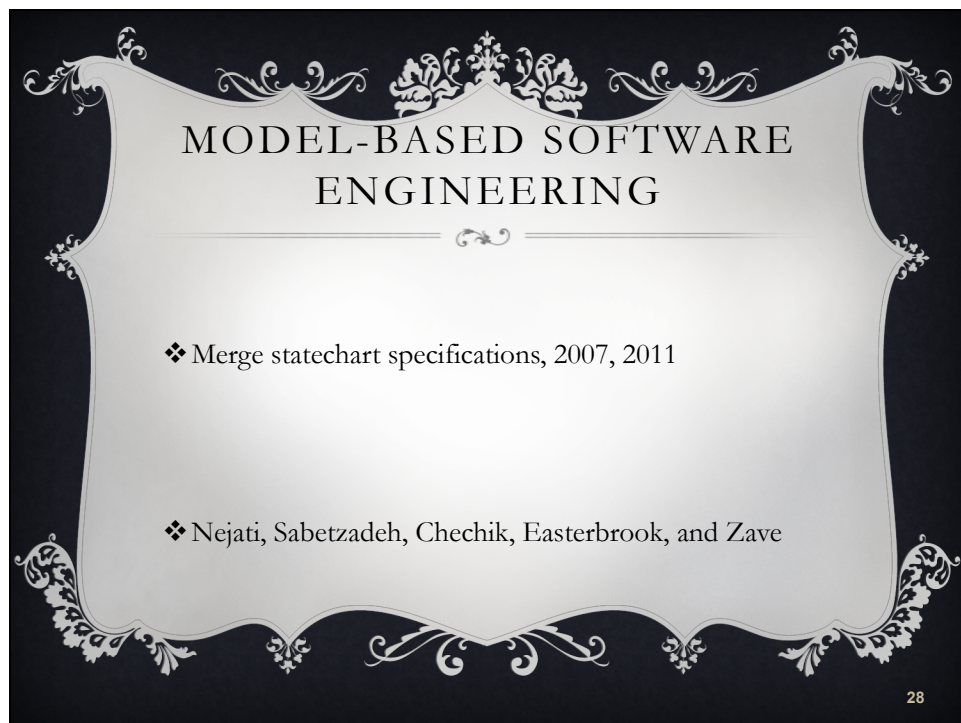 MODEL-BASED SOFTWARE
ENGINEERING
❖ Merge statechart specifications, 2007, 2011
❖ Nejati, Sabetzadeh, Chechik, Easterbrook, and Zave
28